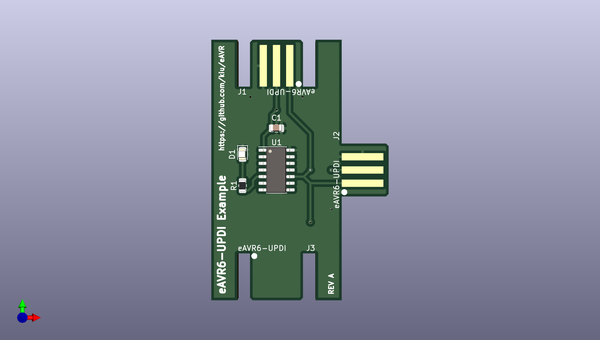 https://github.com/klu/eAVR
J1
eAVR6-UPDI
C1
U1
D1
R1
J2
eAVR6-UPDI
eAVR6-UPDI Example
eAVR6-UPDI
J3
REV A